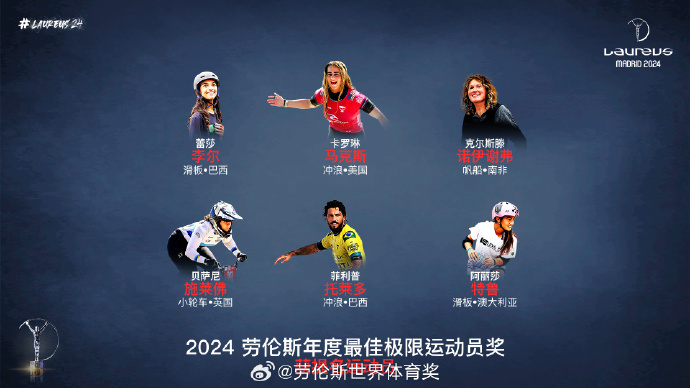 #LAUREUS 24
LAUREUS
MADRID 2024
蕾莎
李尔
滑板•巴西
卡罗琳
马克斯
冲浪•美国
克尔斯滕
诺伊谢弗
帆船•南非
贝萨尼
施莱佛
小轮车•英国
菲利普
托莱多
冲浪•巴西
阿丽莎
特鲁
滑板•澳大利亚
2024 劳伦斯年度最佳极限运动员奖
@劳伦斯世界体育奖